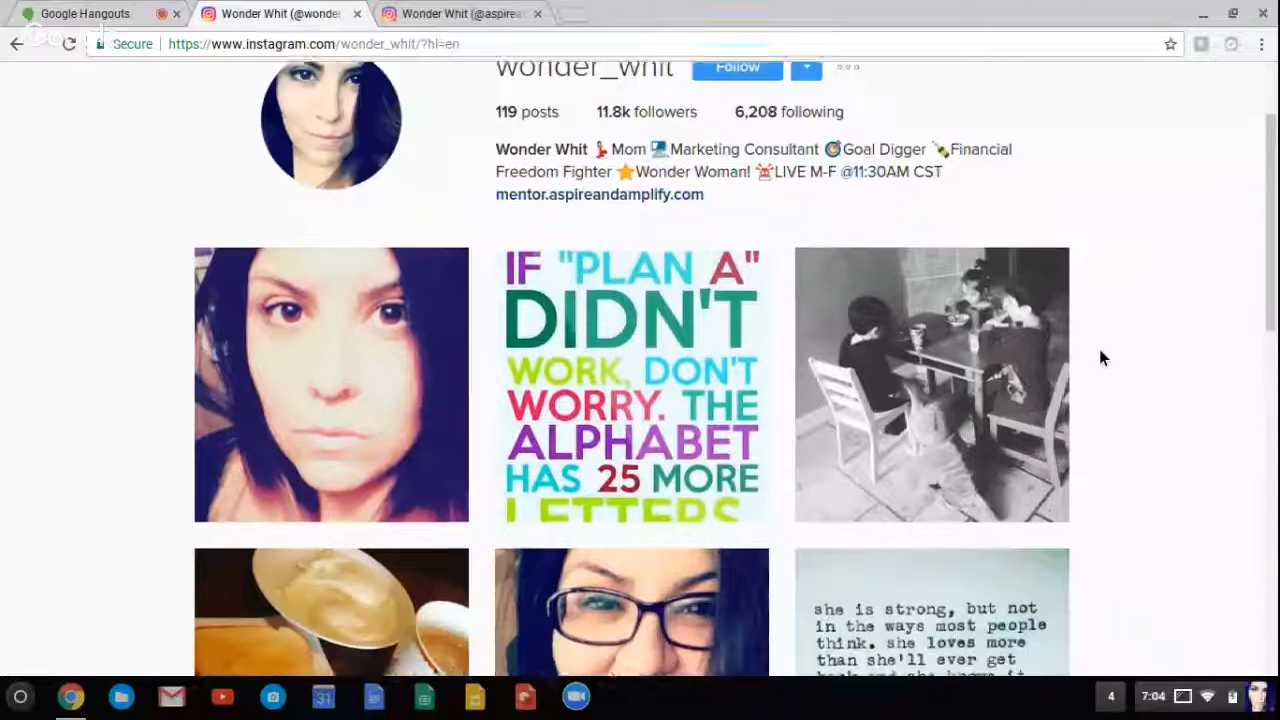 Google Hangouts
Wonder Whit (@wonder
Wonder Whit (@aspirea
Secure
https://www.instagram.com/wonder_whit/?hl=en
wonder_whit
Follow
119 posts 11.8k followers 6,208 following
Wonder Whit 💃Mom 💻Marketing Consultant 🎯Goal Digger 💸Financial
Freedom Fighter ⭐Wonder Woman! 🚨LIVE M-F @11:30AM CST
mentor.aspireandamplify.com
IF "PLAN A"
DIDN'T
WORK, DON'T
WORRY. THE
ALPHABET
HAS 25 MORE
LETTERS
she is strong, but not
in the ways most people
think. she loves more
than she'll ever get
31
4
7:04